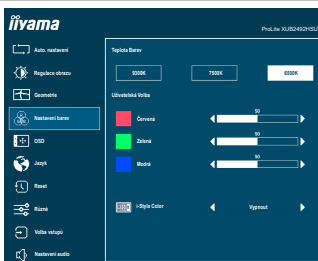 iiyama
ProLite XUB2492HSU
Auto. nastavení
Regulace obrazu
Geometrie
Nastavení barev
OSD
Jazyk
Reset
Různé
Volba vstupů
Nastavení audio
Teplota Barev
9300K
7500K
6500K
Uživatelská Volba
Červená
50
Zelená
50
Modrá
50
i-Style Color
Vypnout